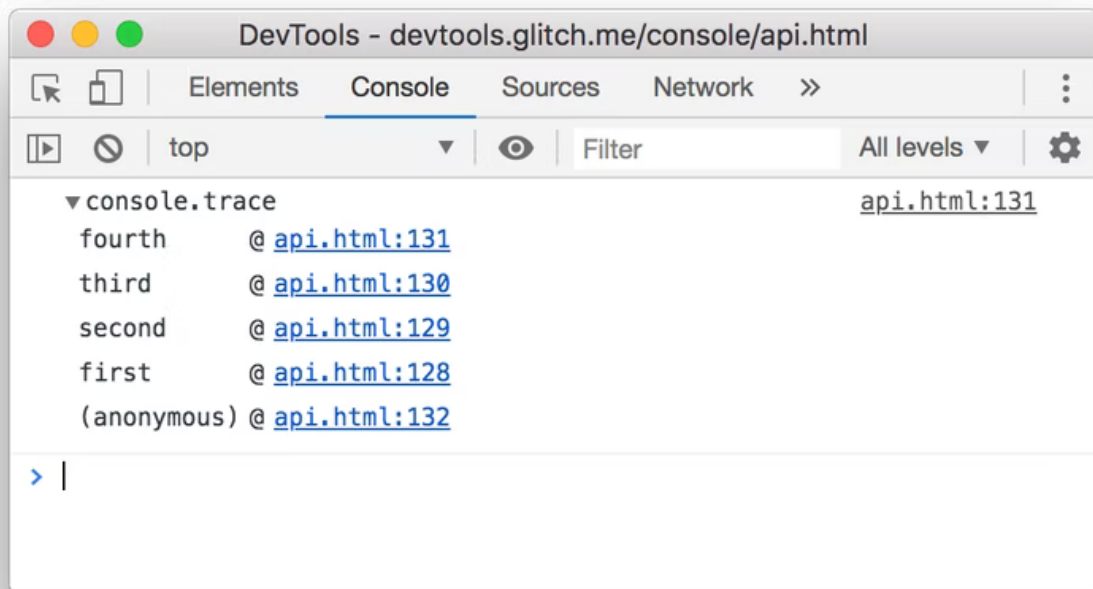 DevTools - devtools.glitch.me/console/api.html
Elements Console Sources Network »
top Filter All levels
console.trace api.html:131
fourth @ api.html:131
third @ api.html:130
second @ api.html:129
first @ api.html:128
(anonymous) @ api.html:132
>